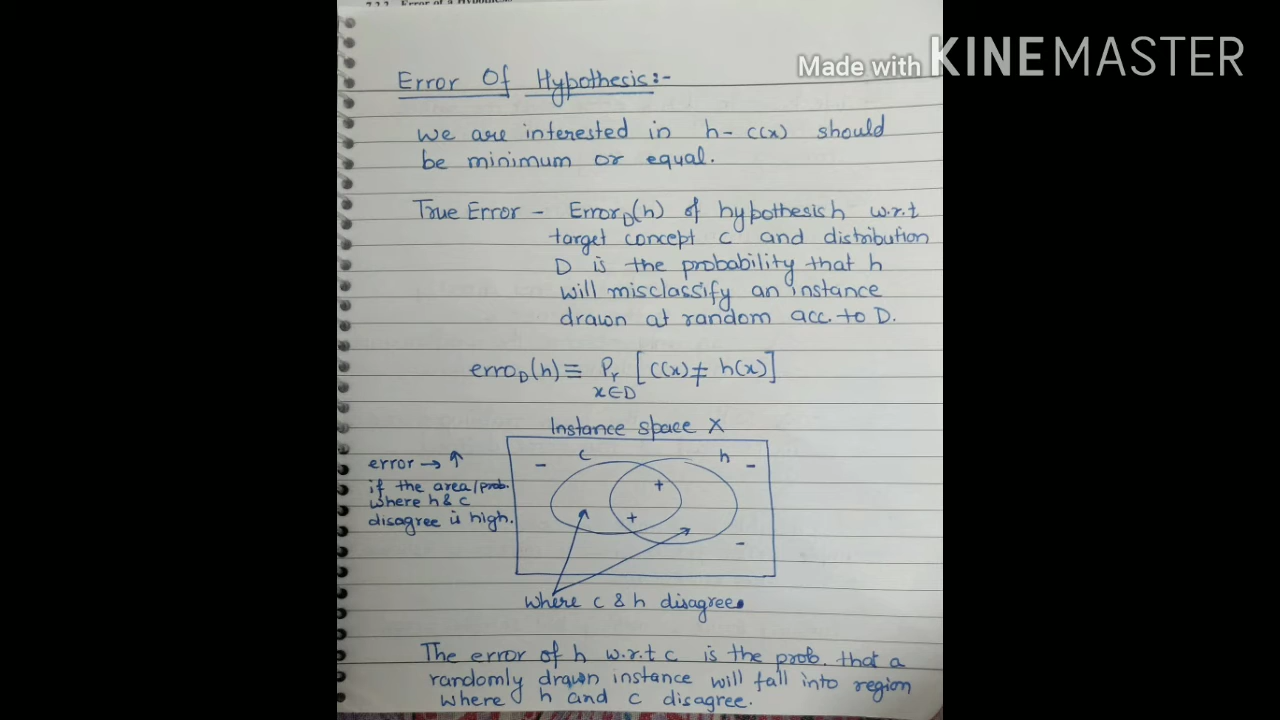 Made with KINEMASTER
Error Of Hypothesis:-
we are interested in h- c(x) should
be minimum or equal.
True Error - Error_D(h) of hypothesis h w.r.t
target concept c and distribution
D is the probability that h
will misclassify an instance
drawn at random acc. to D.
erro_D(h) ≡ Pr [c(x) ≠ h(x)]
x∈D
Instance space X
c h
- -
error → ↑
if the area/prob.
where h & c
disagree is high.
+
+
-
where c & h disagree.
The error of h w.r.t c is the prob. that a
randomly drawn instance will fall into region
where h and c disagree.